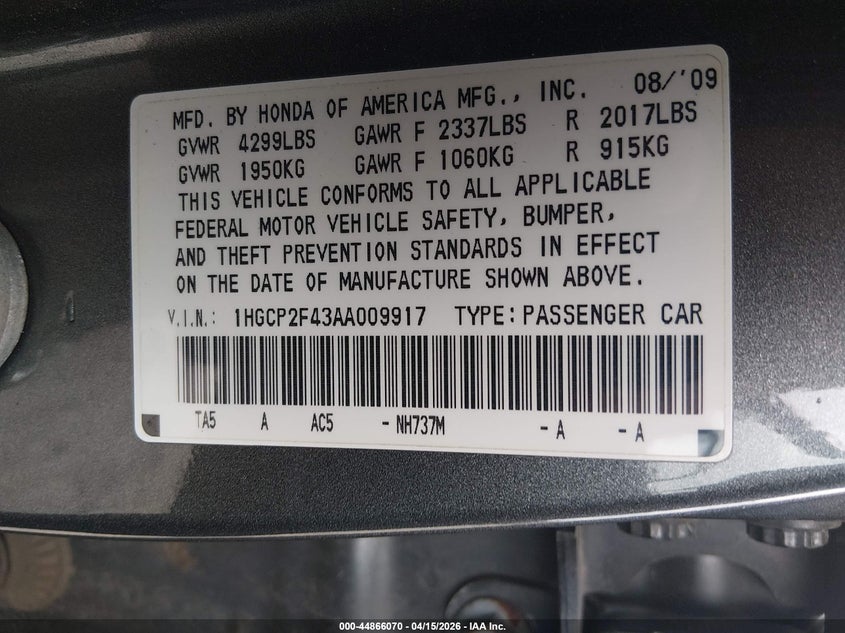 MFD. BY HONDA OF AMERICA MFG., INC. 08/'09
GVWR 4299LBS GAWR F 2337LBS R 2017LBS
GVWR 1950KG GAWR F 1060KG R 915KG
THIS VEHICLE CONFORMS TO ALL APPLICABLE
FEDERAL MOTOR VEHICLE SAFETY, BUMPER,
AND THEFT PREVENTION STANDARDS IN EFFECT
ON THE DATE OF MANUFACTURE SHOWN ABOVE.
V.I.N.: 1HGCP2F43AA009917 TYPE: PASSENGER CAR
TA5 A AC5 - NH737M - A - A
000-44866070 - 04/15/2026 - IAA Inc.